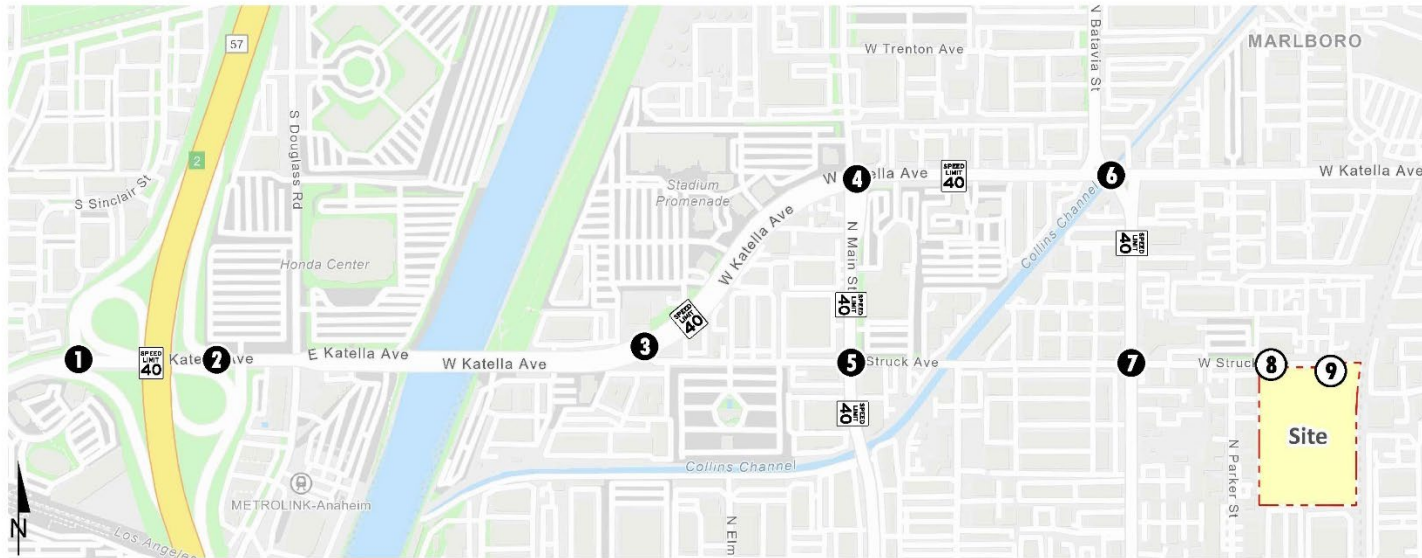 57
2
S Sinclair St
S Douglass Rd
Honda Center
Stadium
Promenade
W Trenton Ave
N Batavia St
MARLBORO
4
W Katella Ave
SPEED
LIMIT
40
6
W Katella Ave
Collins Channel
SPEED
LIMIT
40
N Main St
W Katella Ave
SPEED
LIMIT
40
SPEED
LIMIT
40
3
1
SPEED
LIMIT
40
Katella Ave
2
E Katella Ave
W Katella Ave
5
Struck Ave
7
W Struck
8
9
SPEED
LIMIT
40
Site
N Parker St
Collins Channel
METROLINK-Anaheim
N Elm
Los Angeles
N